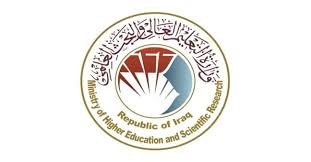 وزارة التعليم العالي والبحث العلمي
Republic of Iraq
Ministry of Higher Education and Scientific Research